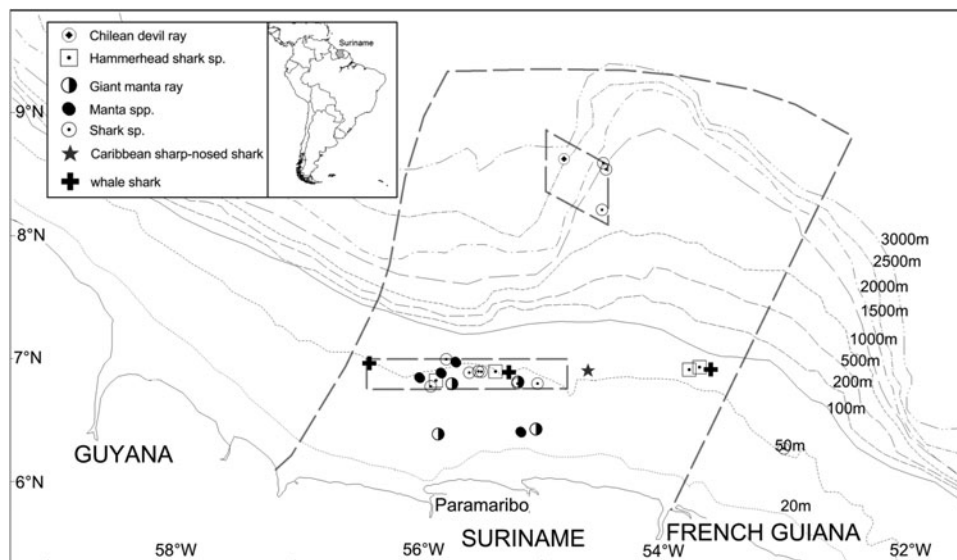 Chilean devil ray
Hammerhead shark sp.
Giant manta ray
Manta spp.
Shark sp.
Caribbean sharp-nosed shark
whale shark
Suriname
9°N
8°N
7°N
6°N
3000m
2500m
2000m
1500m
1000m
500m
200m
100m
50m
20m
GUYANA
Paramaribo
SURINAME
FRENCH GUIANA
58°W
56°W
54°W
52°W